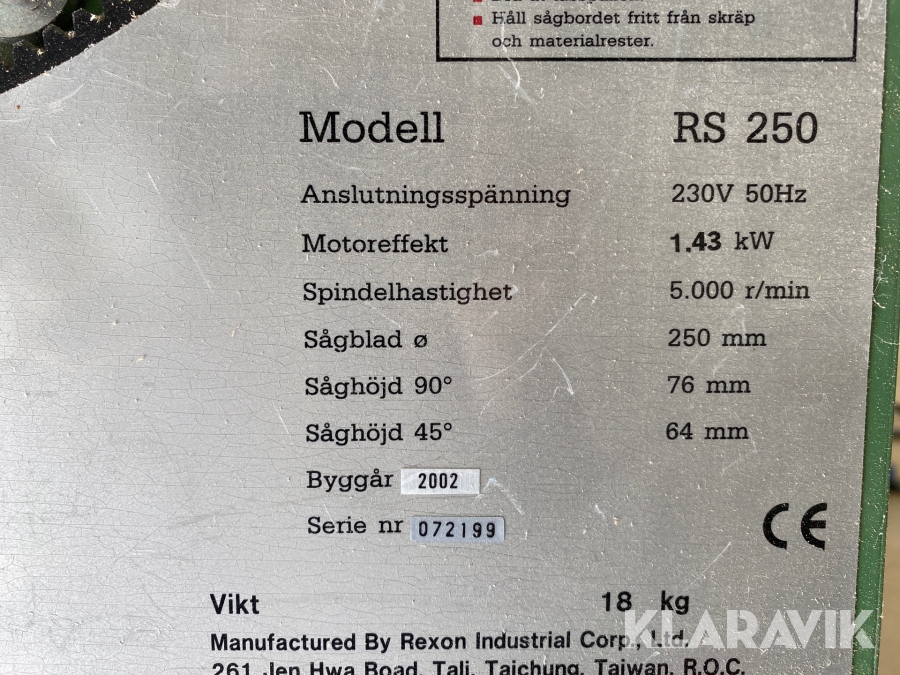 Håll sågbordet fritt från skräp
och materialrester.
Modell RS 250
Anslutningsspänning 230V 50Hz
Motoreffekt 1.43 kW
Spindelhastighet 5.000 r/min
Sågblad ø 250 mm
Såghöjd 90° 76 mm
Såghöjd 45° 64 mm
Byggår 2002
Serie nr 072199
CE
Vikt 18 kg
KLARAVIK
Manufactured By Rexon Industrial Corp., Ltd.
261, Jen Hwa Road, Tali, Taichung, Taiwan, R.O.C.